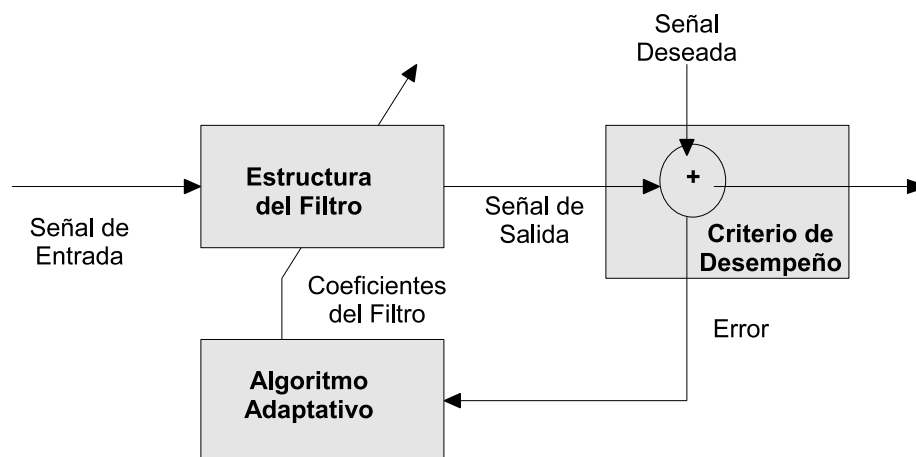 Señal
Deseada
Estructura
del Filtro
+
Señal de
Entrada
Señal de
Salida
Criterio de
Desempeño
Coeficientes
del Filtro
Error
Algoritmo
Adaptativo